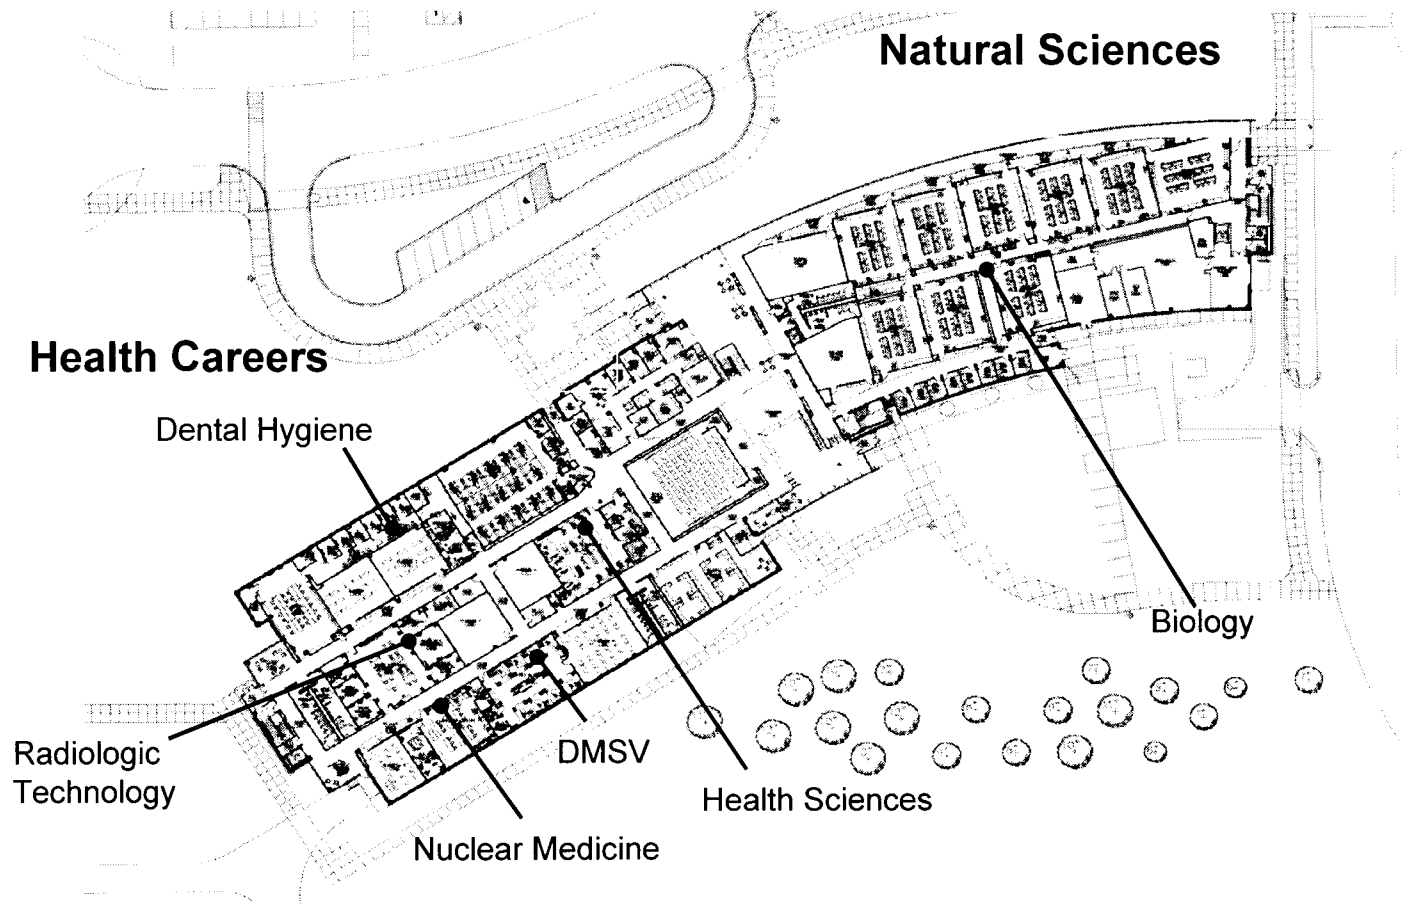 Natural Sciences
Health Careers
Dental Hygiene
Biology
Radiologic
Technology
DMSV
Health Sciences
Nuclear Medicine